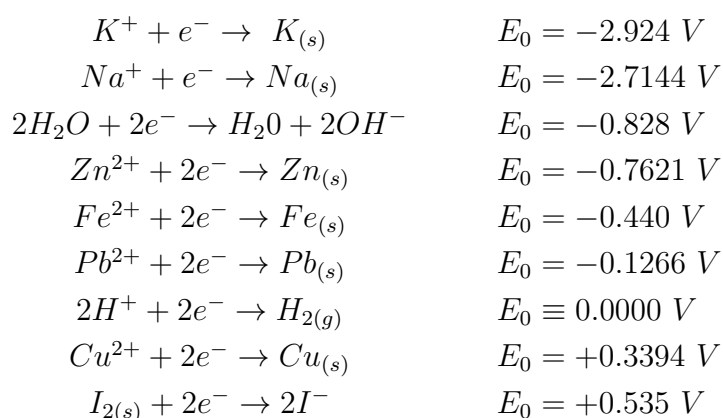 K⁺ + e⁻ → K₍ₛ₎ E₀ = −2.924 V
Na⁺ + e⁻ → Na₍ₛ₎ E₀ = −2.7144 V
2H₂O + 2e⁻ → H₂0 + 2OH⁻ E₀ = −0.828 V
Zn²⁺ + 2e⁻ → Zn₍ₛ₎ E₀ = −0.7621 V
Fe²⁺ + 2e⁻ → Fe₍ₛ₎ E₀ = −0.440 V
Pb²⁺ + 2e⁻ → Pb₍ₛ₎ E₀ = −0.1266 V
2H⁺ + 2e⁻ → H₂₍g₎ E₀ ≡ 0.0000 V
Cu²⁺ + 2e⁻ → Cu₍ₛ₎ E₀ = +0.3394 V
I₂₍ₛ₎ + 2e⁻ → 2I⁻ E₀ = +0.535 V